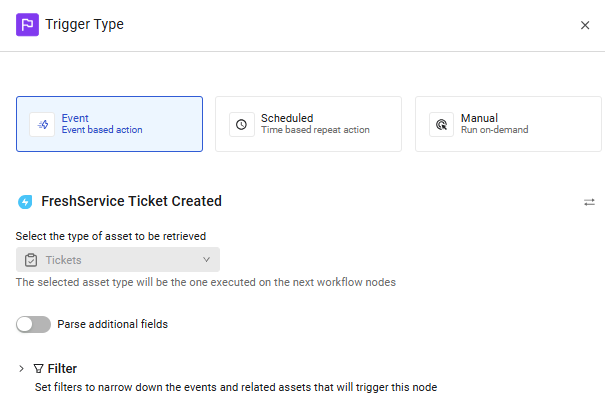 Trigger Type
Event
Event based action
Scheduled
Time based repeat action
Manual
Run on-demand
FreshService Ticket Created
Select the type of asset to be retrieved
Tickets
The selected asset type will be the one executed on the next workflow nodes
Parse additional fields
Filter
Set filters to narrow down the events and related assets that will trigger this node